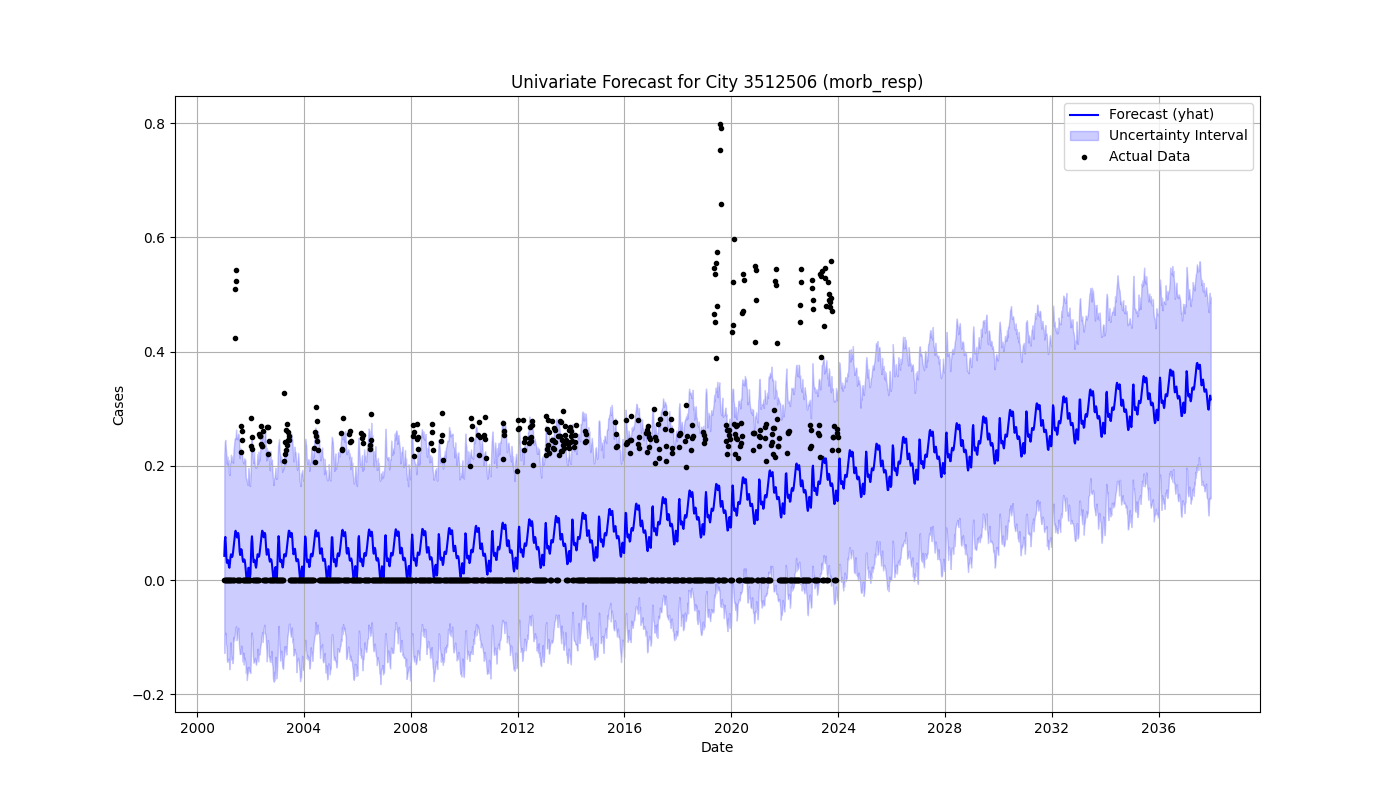 Univariate Forecast for City 3512506 (morb_resp)
Forecast (yhat)
Uncertainty Interval
Actual Data
Cases
0.8
0.6
0.4
0.2
0.0
−0.2
2000 2004 2008 2012 2016 2020 2024 2028 2032 2036
Date